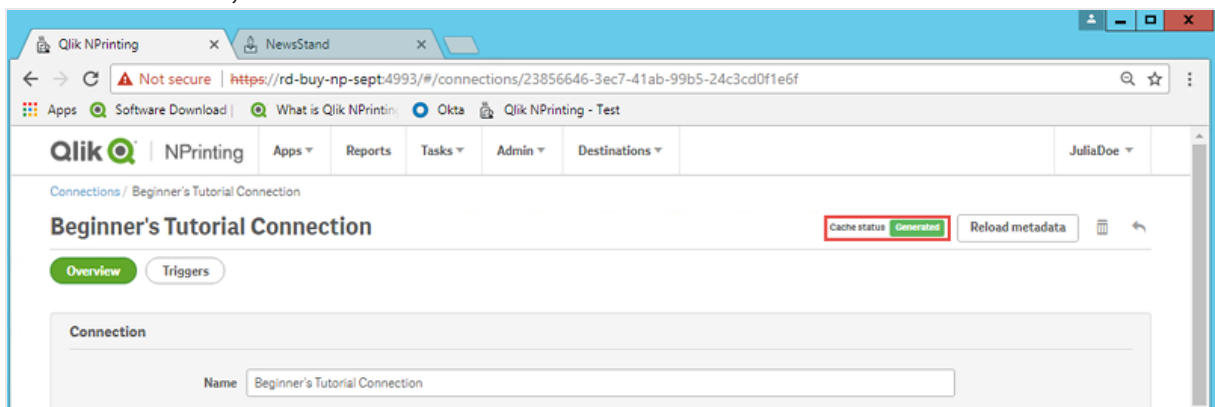 ,
Qlik NPrinting
NewsStand
Not secure | https://rd-buy-np-sept:4993/#/connections/23856646-3ec7-41ab-99b5-24c3cd0f1e6f
Apps Software Download | What is Qlik NPrinting Okta Qlik NPrinting - Test
Qlik NPrinting Apps Reports Tasks Admin Destinations JuliaDoe
Connections / Beginner's Tutorial Connection
Beginner's Tutorial Connection Cache status Generated Reload metadata
Overview Triggers
Connection
Name Beginner's Tutorial Connection